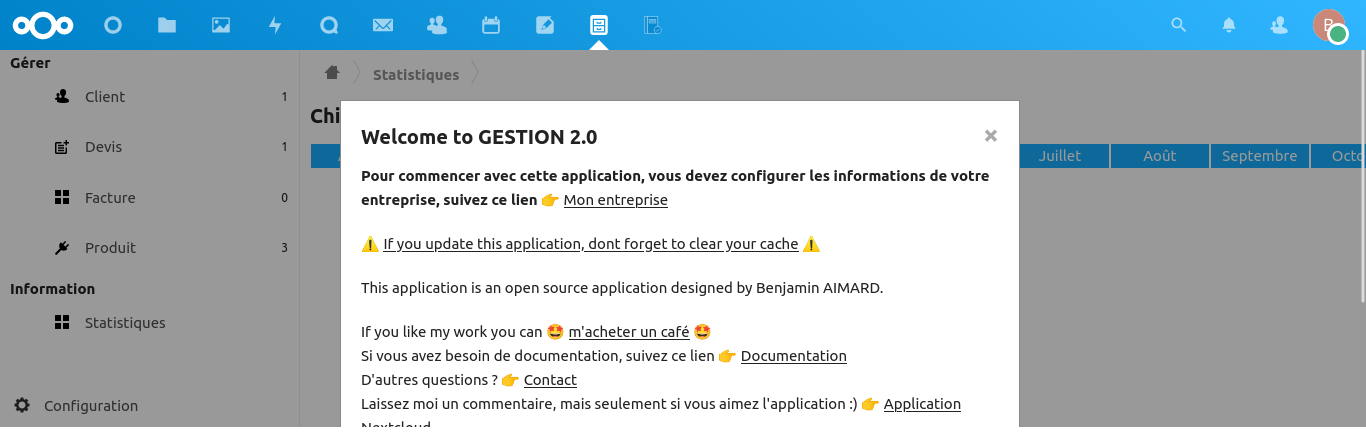 B
Gérer
Client 1
Devis 1
Facture 0
Produit 3
Information
Statistiques
Configuration
Statistiques
Welcome to GESTION 2.0
Pour commencer avec cette application, vous devez configurer les informations de votre
entreprise, suivez ce lien 👉 Mon entreprise
⚠️ If you update this application, dont forget to clear your cache ⚠️
This application is an open source application designed by Benjamin AIMARD.
If you like my work you can 🤩 m'acheter un café 🤩
Si vous avez besoin de documentation, suivez ce lien 👉 Documentation
D'autres questions ? 👉 Contact
Laissez moi un commentaire, mais seulement si vous aimez l'application :) 👉 Application
Nextcloud
Juillet Août Septembre